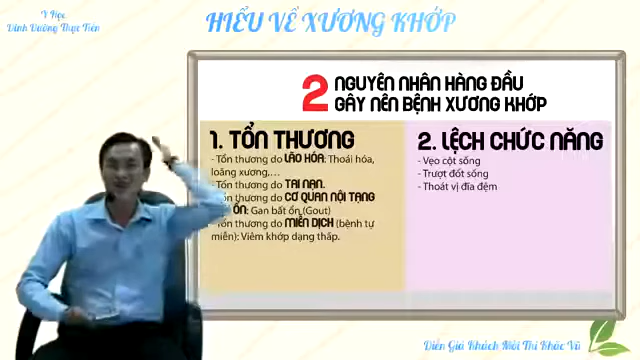 Y Học
Dinh Dưỡng Thực Tiễn
HIỂU VỀ XƯƠNG KHỚP
2 NGUYÊN NHÂN HÀNG ĐẦU
GÂY NÊN BỆNH XƯƠNG KHỚP
1. TỔN THƯƠNG
- Tổn thương do LÃO HÓA: Thoái hóa,
loãng xương,...
- Tổn thương do TAI NẠN.
thương do CƠ QUAN NỘI TẠNG
ỔN: Gan bất ổn (Gout)
- Tổn thương do MIỄN DỊCH (bệnh tự
miễn): Viêm khớp dạng thấp.
2. LỆCH CHỨC NĂNG
- Vẹo cột sống
- Trượt đốt sống
- Thoát vị đĩa đệm
Diễn Giả Khách Mời Thi Khắc Vũ